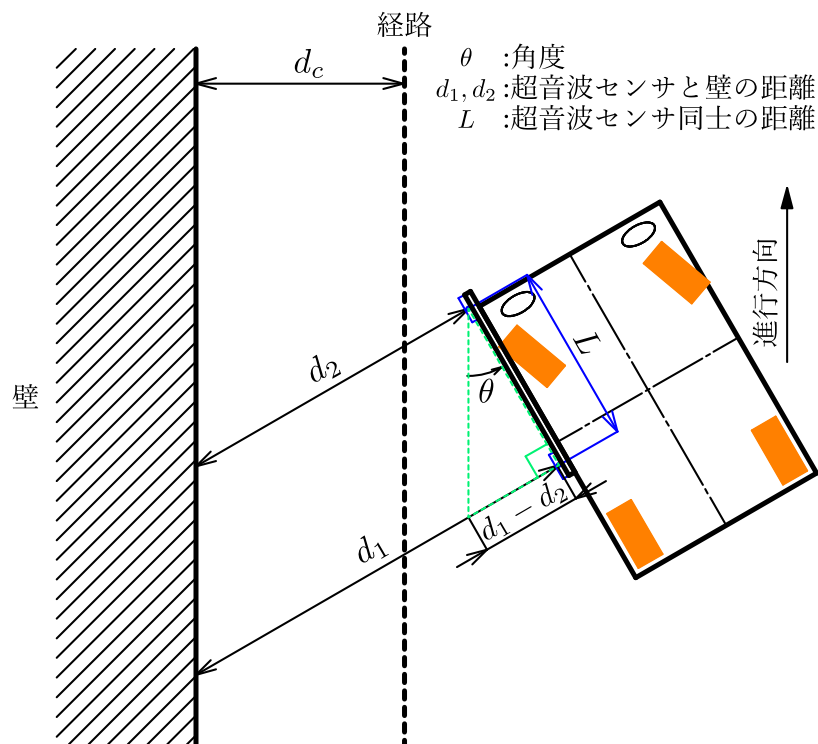 経路
d_c
θ :角度
d_1, d_2 :超音波センサと壁の距離
L :超音波センサ同士の距離
進行方向
L
d_2
θ
壁
d_1 − d_2
d_1